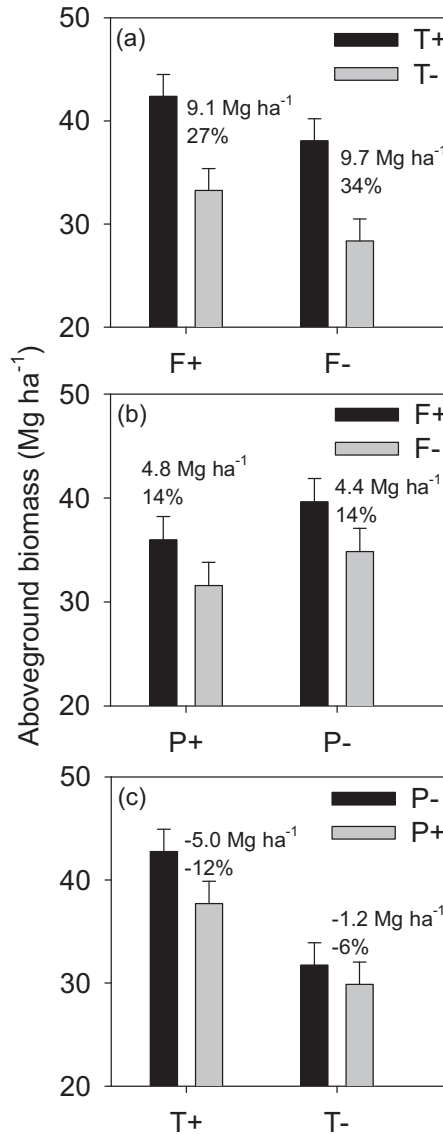 Aboveground biomass (Mg ha⁻¹)
(a)
T+
T-
50
40
30
20
9.1 Mg ha⁻¹
27%
9.7 Mg ha⁻¹
34%
F+
F-
(b)
F+
F-
50
40
30
20
4.8 Mg ha⁻¹
14%
4.4 Mg ha⁻¹
14%
P+
P-
(c)
P-
P+
50
40
30
20
-5.0 Mg ha⁻¹
-12%
-1.2 Mg ha⁻¹
-6%
T+
T-